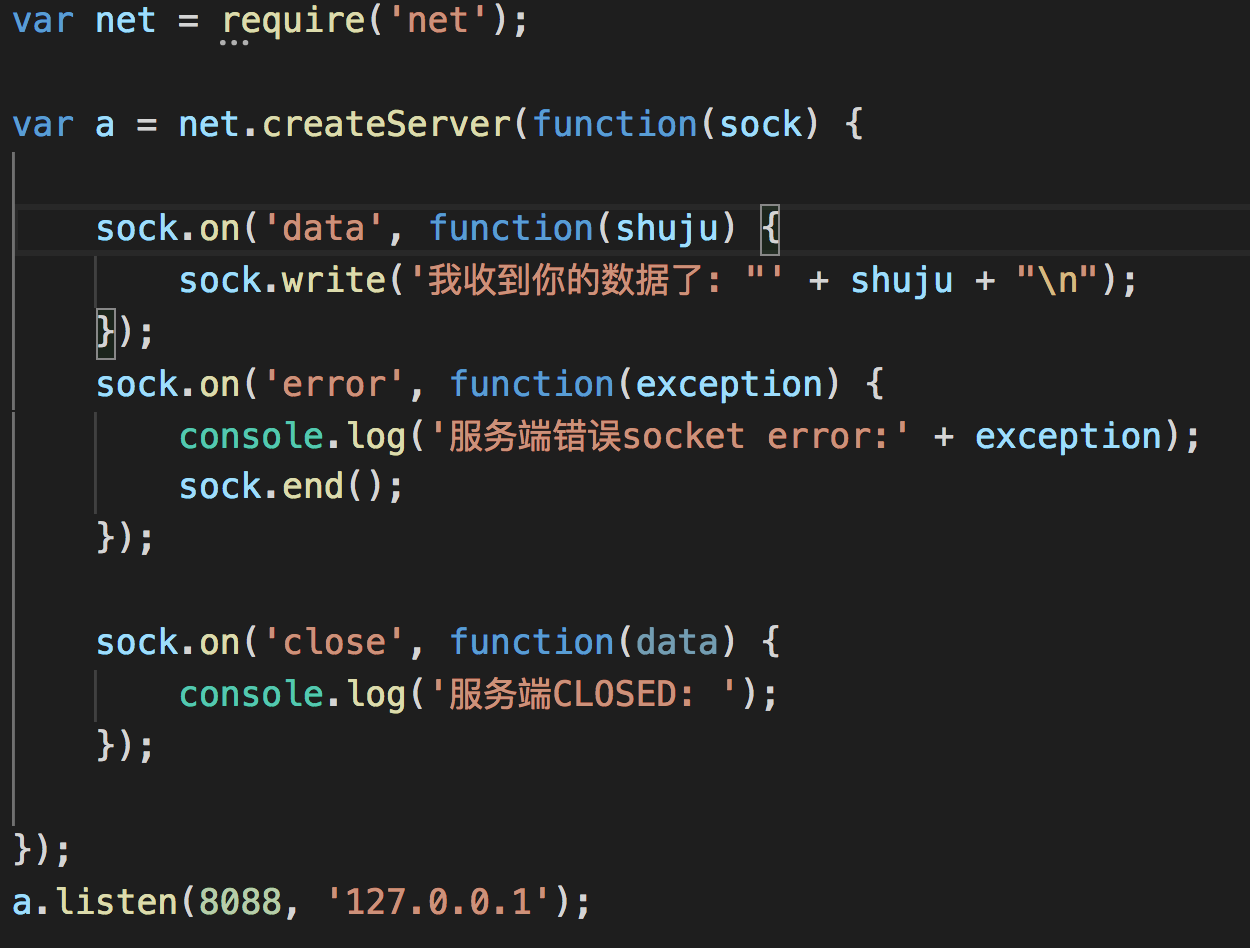 var net = require('net');
var a = net.createServer(function(sock) {
    sock.on('data', function(shuju) {
        sock.write('我收到你的数据了: "' + shuju + "\n");
    });
    sock.on('error', function(exception) {
        console.log('服务端错误socket error:' + exception);
        sock.end();
    });
    sock.on('close', function(data) {
        console.log('服务端CLOSED: ');
    });
});
a.listen(8088, '127.0.0.1');